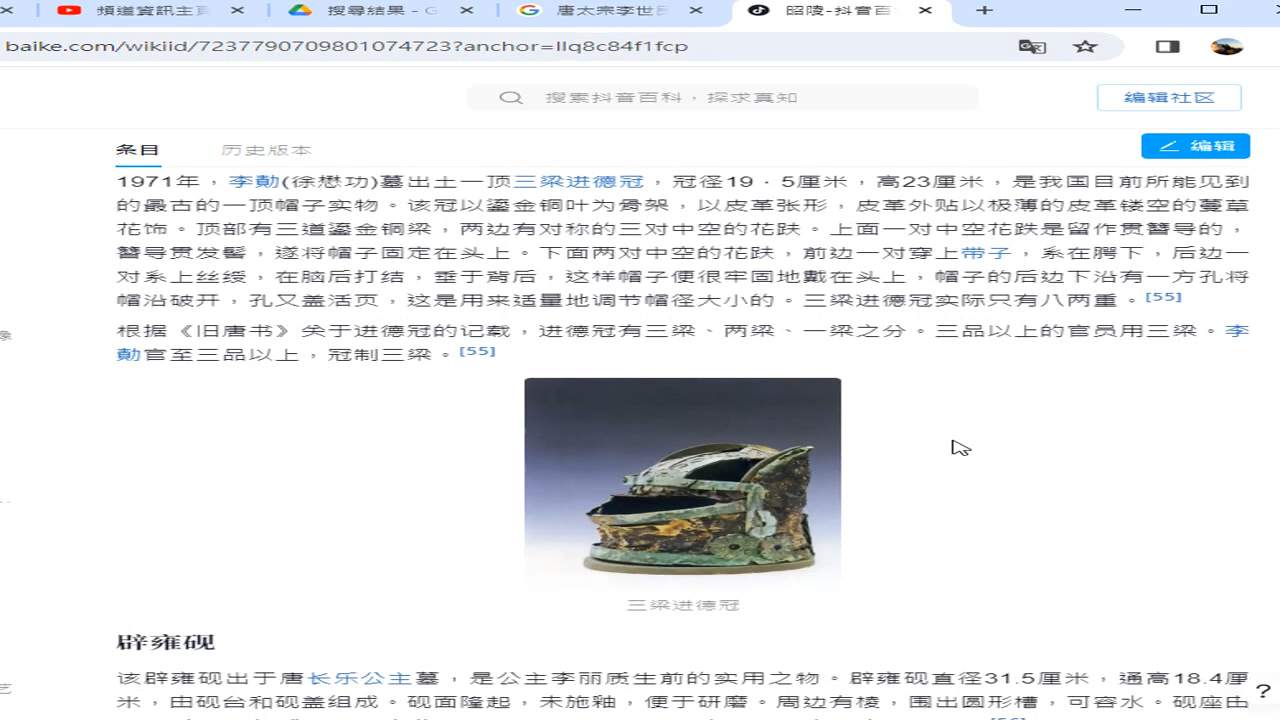 頻道資訊主頁
搜尋結果 - G
唐太宗李世民
昭陵-抖音百
baike.com/wikiid/7237790709801074723?anchor=llq8c84f1fcp
搜索抖音百科，探求真知
编辑社区
条目
历史版本
编辑
1971年，李勣(徐懋功)墓出土一顶三梁进德冠，冠径19．5厘米，高23厘米，是我国目前所能见到
的最古的一顶帽子实物。该冠以鎏金铜叶为骨架，以皮革张形，皮革外贴以极薄的皮革镂空的蔓草
花饰。顶部有三道鎏金铜梁，两边有对称的三对中空的花趺。上面一对中空花趺是留作贯簪导的，
簪导贯发髻，遂将帽子固定在头上。下面两对中空的花趺，前边一对穿上带子，系在腭下，后边一
对系上丝绥，在脑后打结，垂于背后，这样帽子便很牢固地戴在头上，帽子的后边下沿有一方孔将
帽沿破开，孔又盖活页，这是用来适量地调节帽径大小的。三梁进德冠实际只有八两重。[55]
根据《旧唐书》关于进德冠的记载，进德冠有三梁、两梁、一梁之分。三品以上的官员用三梁。李
勣官至三品以上，冠制三梁。[55]
三梁进德冠
辟雍砚
该辟雍砚出于唐长乐公主墓，是公主李丽质生前的实用之物。辟雍砚直径31.5厘米，通高18.4厘
米，由砚台和砚盖组成。砚面隆起，未施釉，便于研磨。周边有棱，围出圆形槽，可容水。砚座由
?